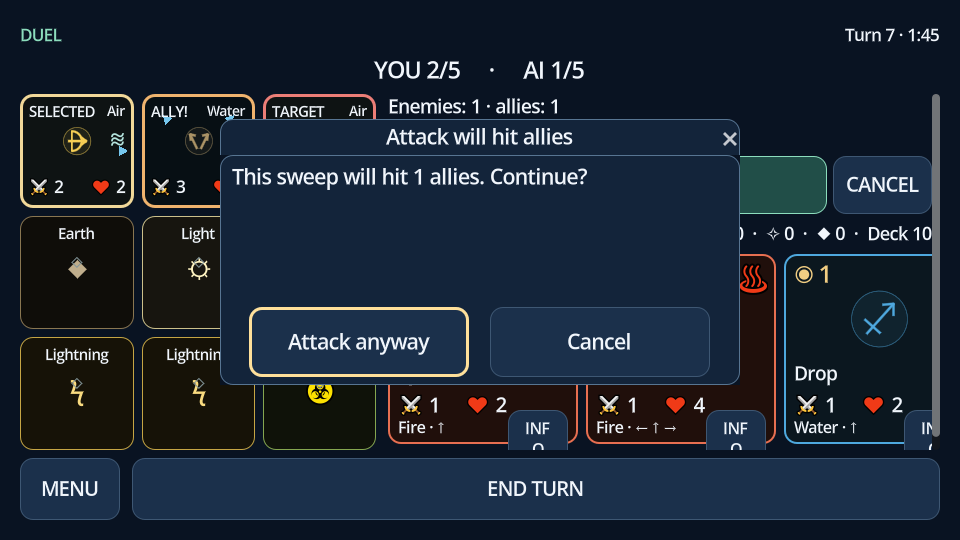 DUEL
Turn 7 · 1:45
YOU 2/5 · AI 1/5
SELECTED Air
2 2
ALLY! Water
3
TARGET Air
Enemies: 1 · allies: 1
Attack will hit allies
×
This sweep will hit 1 allies. Continue?
Attack anyway
Cancel
CANCEL
· ✧ 0 · ◆ 0 · Deck 10
Earth
Light
Lightning
1 2
Fire · ↑
INF
1 4
Fire · ← ↑ →
INF
1
Drop
1 2
Water · ↑
MENU
END TURN